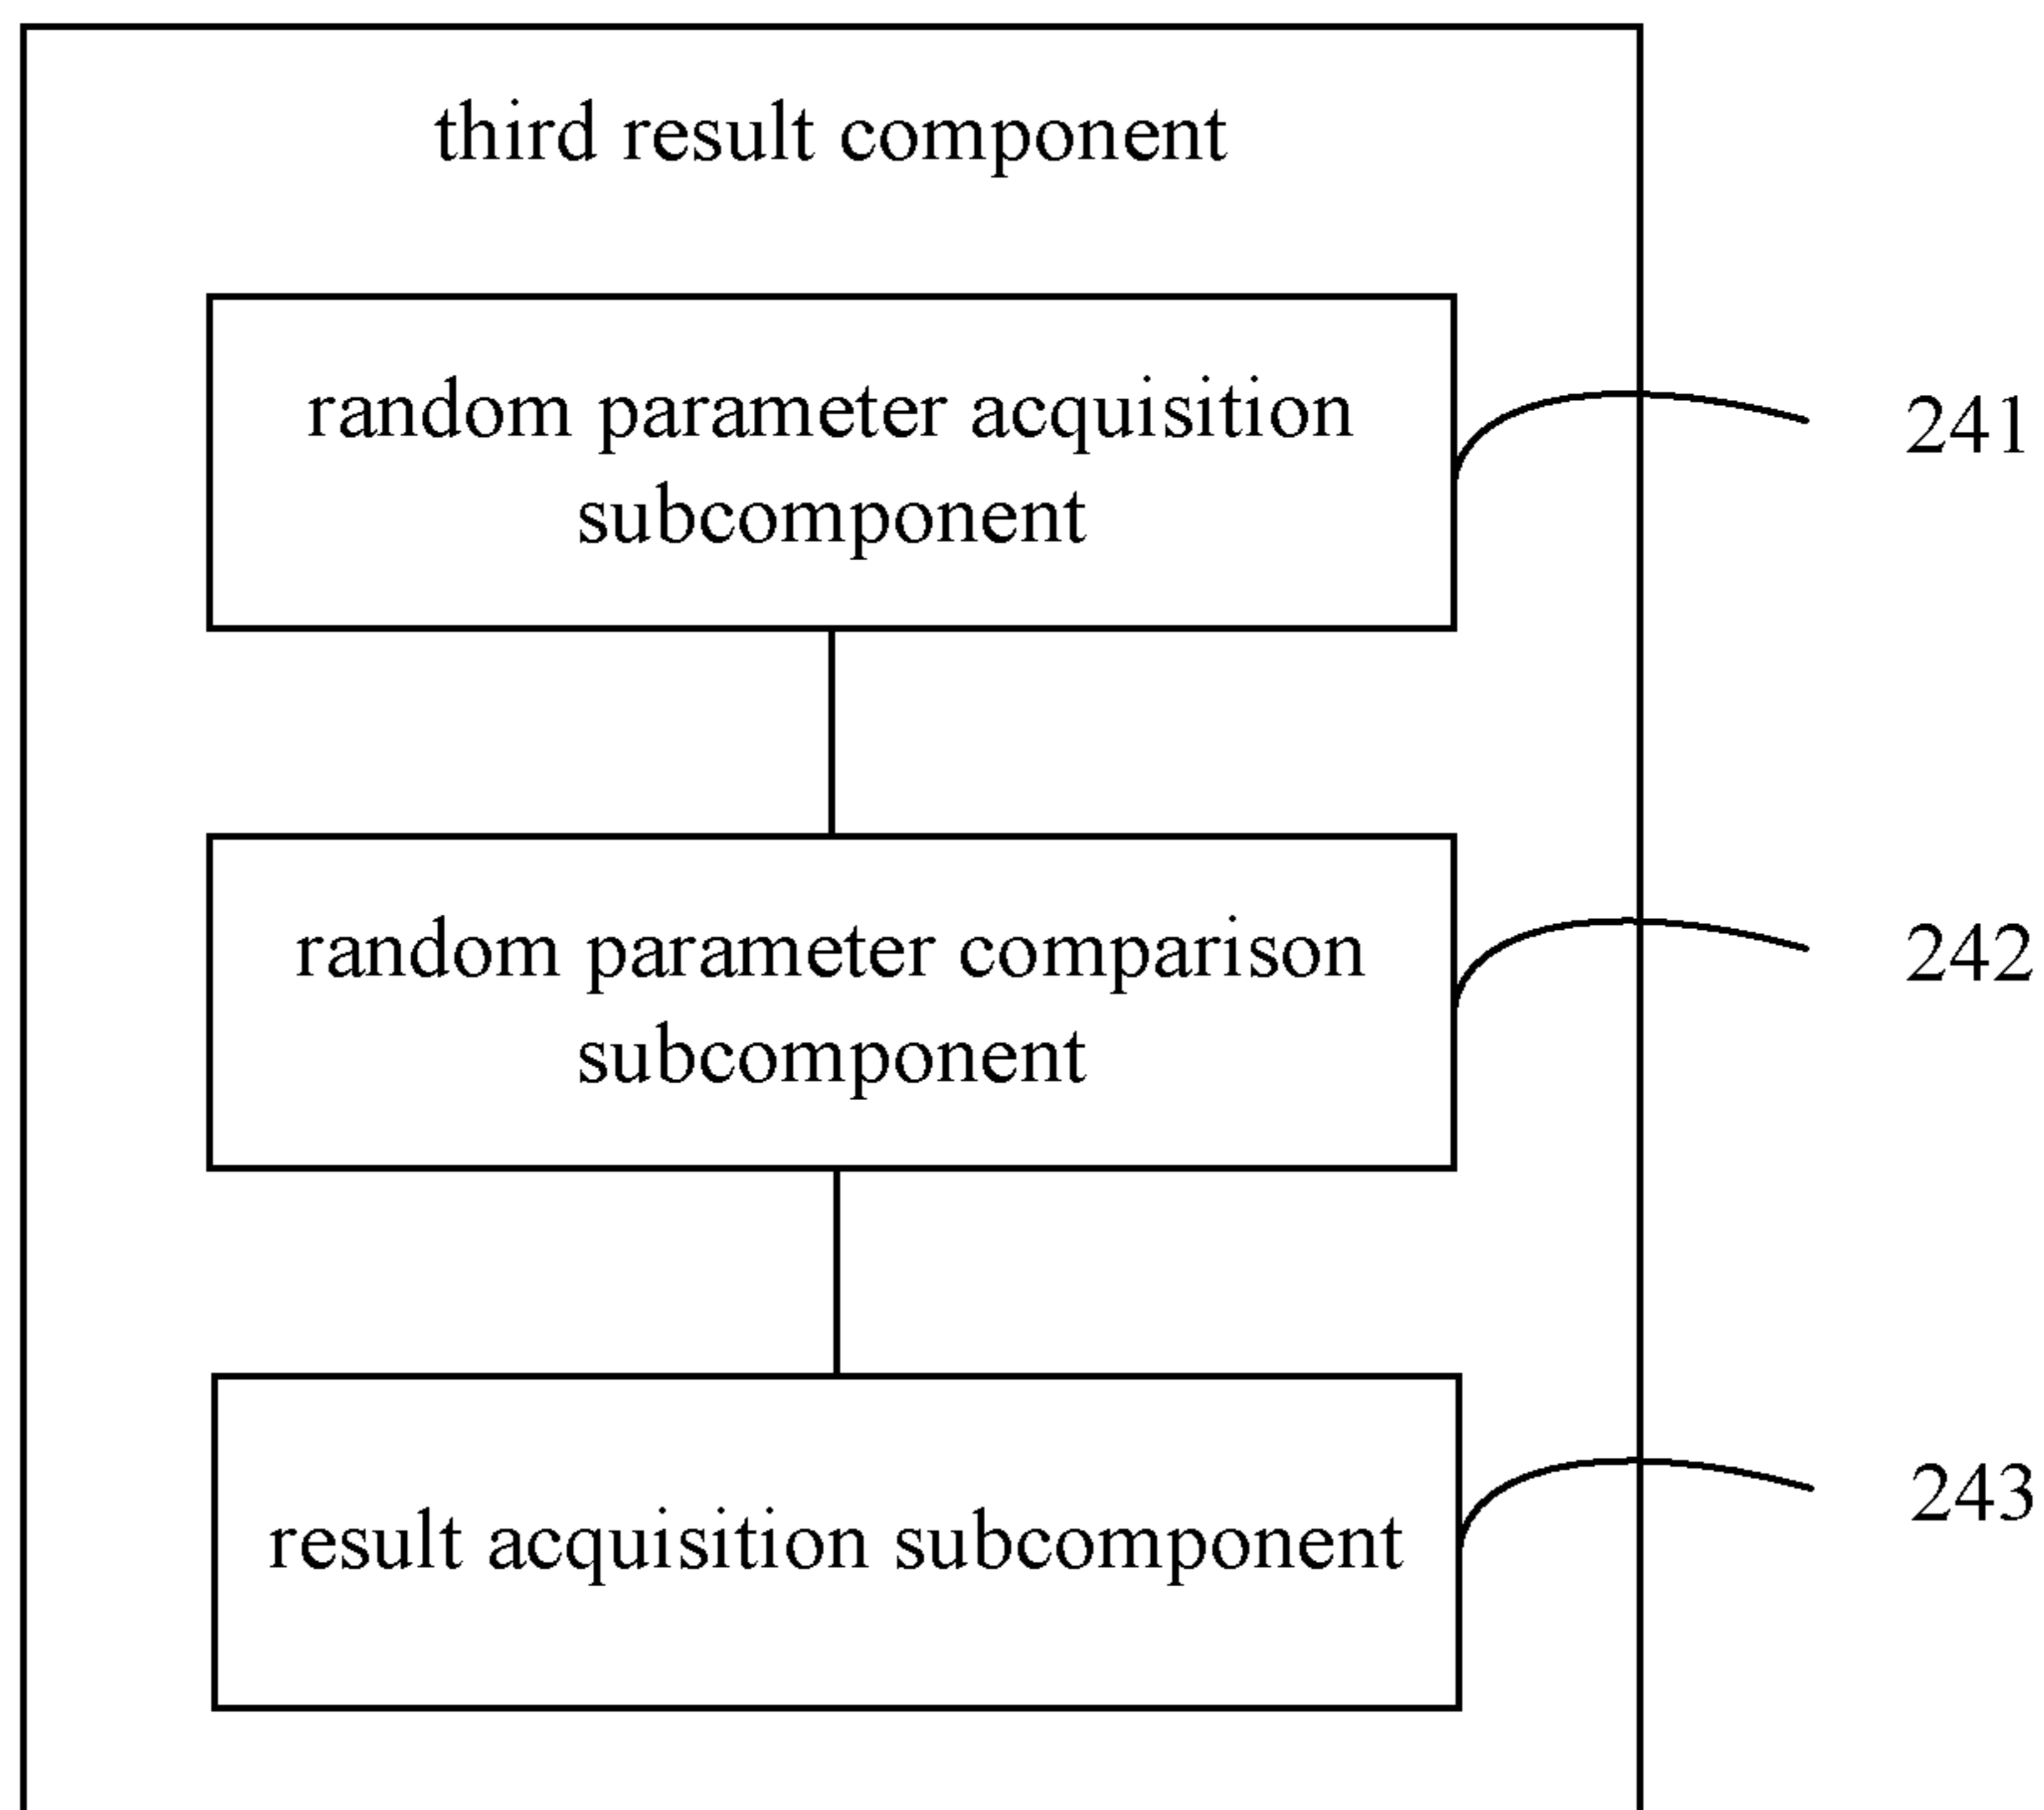 third result component
random parameter acquisition
subcomponent
241
random parameter comparison
subcomponent
242
result acquisition subcomponent
243